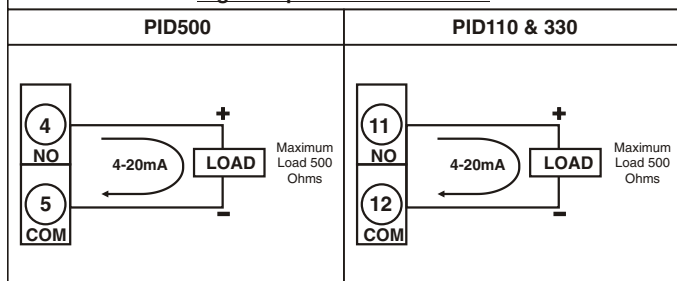 PID500
PID110 & 330
4
NO
5
COM
4-20mA
+
LOAD
-
Maximum
Load 500
Ohms
11
NO
12
COM
4-20mA
+
LOAD
-
Maximum
Load 500
Ohms